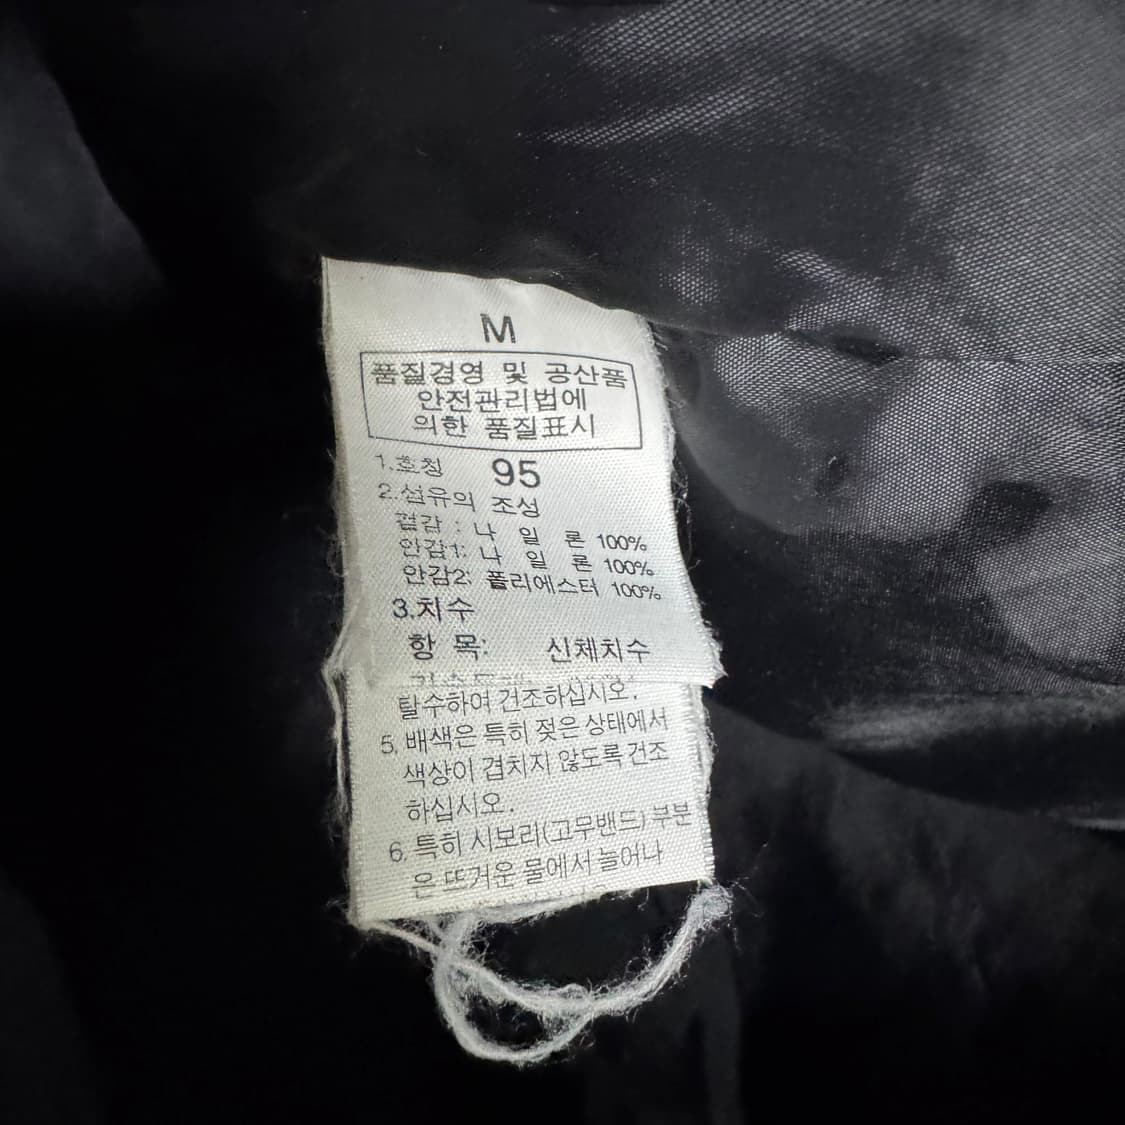 M
품질경영 및 공산품
안전관리법에
의한 품질표시
1.호칭 95
2.섬유의 조성
겉감 : 나 일 론 100%
안감1: 나 일 론 100%
안감2: 폴리에스터 100%
3.치수
항 목: 신체치수
탈수하여 건조하십시오.
5. 배색은 특히 젖은 상태에서
색상이 겹치지 않도록 건조
하십시오.
6. 특히 시보리(고무밴드) 부분
은 뜨거운 물에서 늘어나